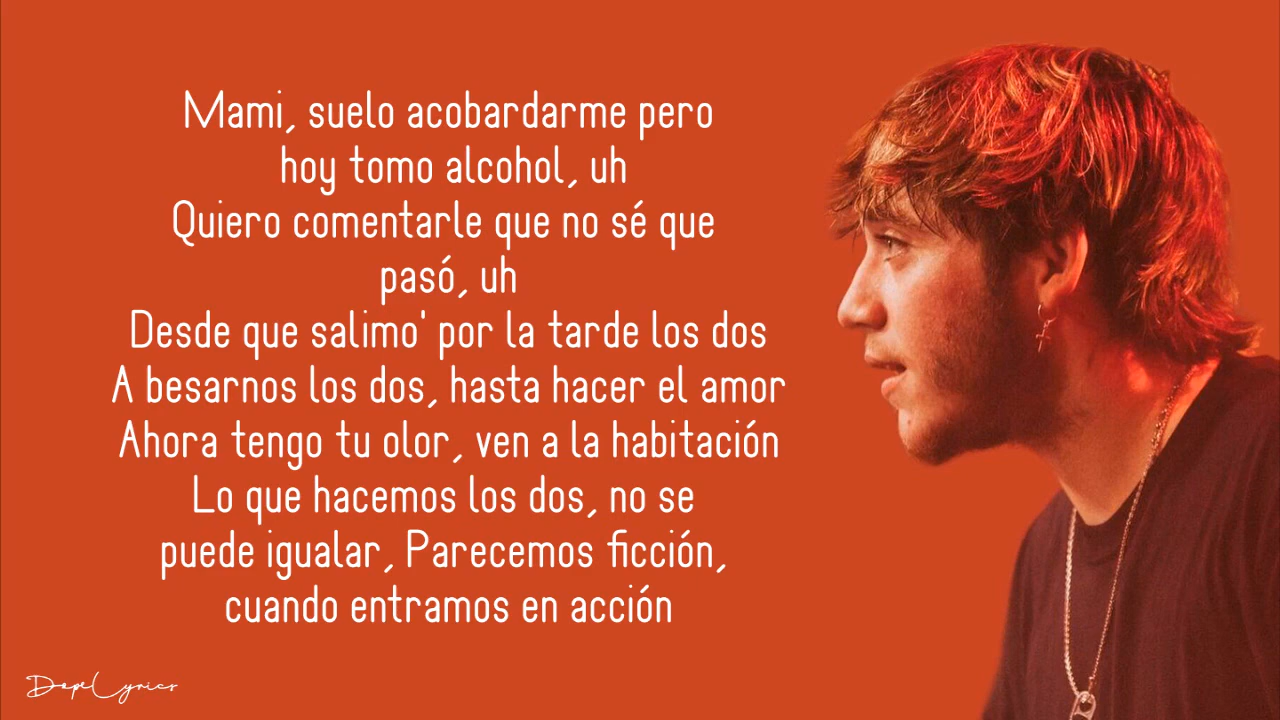 Mami, suelo acobardarme pero
hoy tomo alcohol, uh
Quiero comentarle que no sé que
pasó, uh
Desde que salimo' por la tarde los dos
A besarnos los dos, hasta hacer el amor
Ahora tengo tu olor, ven a la habitación
Lo que hacemos los dos, no se
puede igualar, Parecemos ficción,
cuando entramos en acción
DopeLyrics